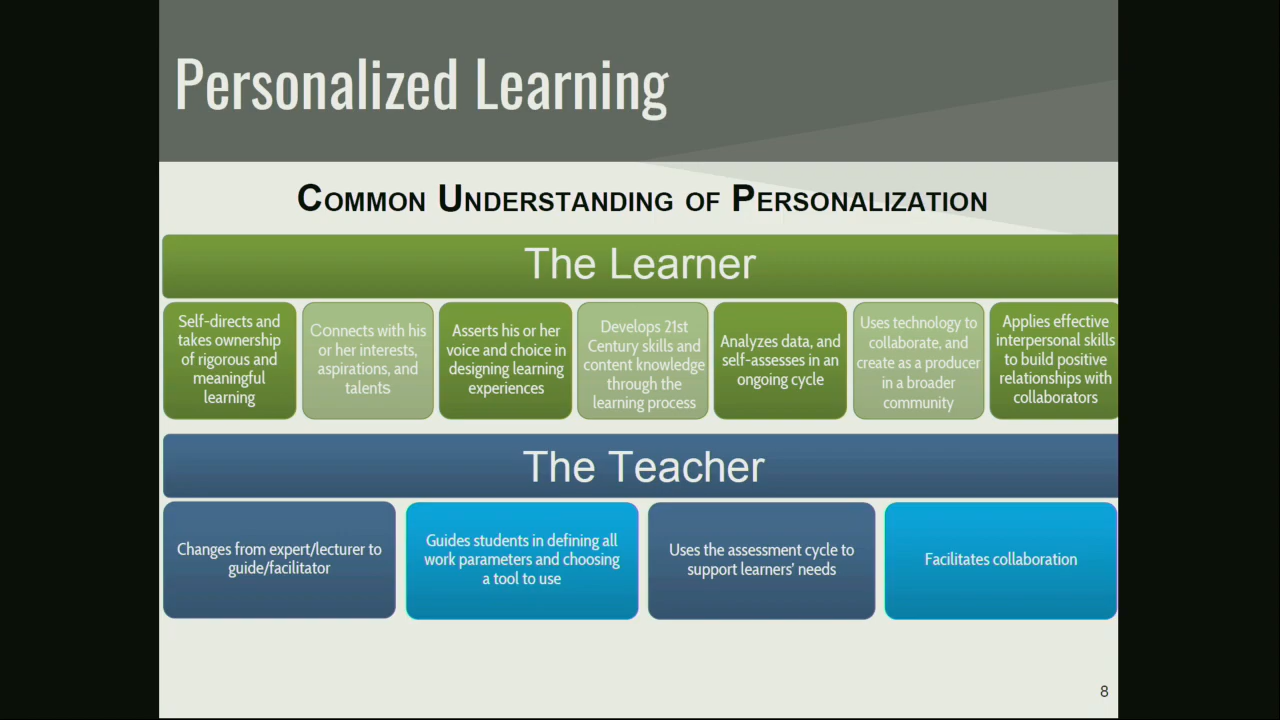 Personalized Learning
COMMON UNDERSTANDING OF PERSONALIZATION
The Learner
Self-directs and
takes ownership
of rigorous and
meaningful
learning
Connects with his
or her interests,
aspirations, and
talents
Asserts his or her
voice and choice in
designing learning
experiences
Develops 21st
Century skills and
content knowledge
through the
learning process
Analyzes data, and
self-assesses in an
ongoing cycle
Uses technology to
collaborate, and
create as a producer
in a broader
community
Applies effective
interpersonal skills
to build positive
relationships with
collaborators
The Teacher
Changes from expert/lecturer to
guide/facilitator
Guides students in defining all
work parameters and choosing
a tool to use
Uses the assessment cycle to
support learners' needs
Facilitates collaboration
8